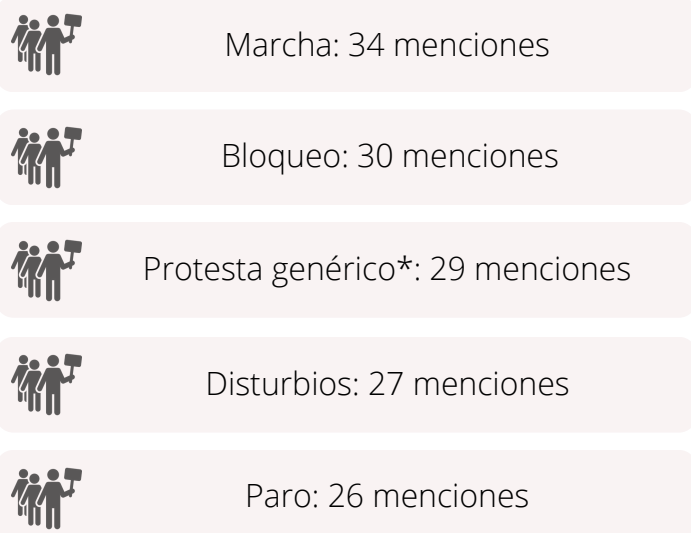 Marcha: 34 menciones
Bloqueo: 30 menciones
Protesta genérico*: 29 menciones
Disturbios: 27 menciones
Paro: 26 menciones